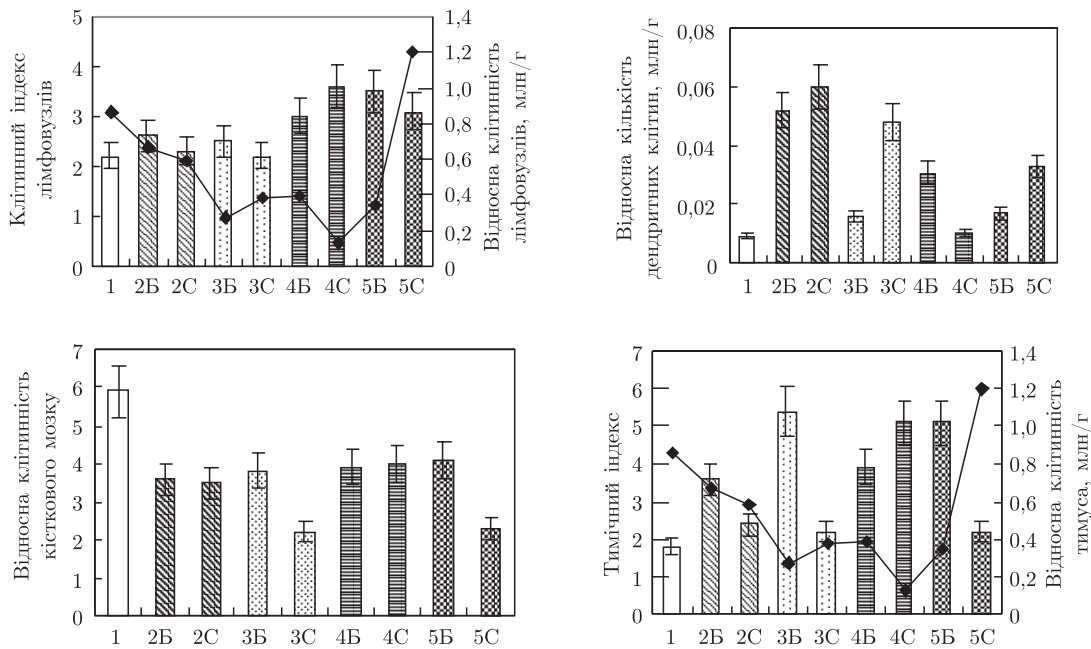 Клітинний індекс
лімфовузлів
5
4
3
2
1
0
1,4
1,2
1,0
0,8
0,6
0,4
0,2
0
Відносна клітинність
лімфовузлів, млн/г
1 2Б 2С 3Б 3С 4Б 4С 5Б 5С
Відносна кількість
дендритних клітин, млн/г
0,08
0,06
0,04
0,02
0
1 2Б 2С 3Б 3С 4Б 4С 5Б 5С
Відносна клітинність
кісткового мозку
7
6
5
4
3
2
1
0
1 2Б 2С 3Б 3С 4Б 4С 5Б 5С
Тимічний індекс
7
6
5
4
3
2
1
0
1,4
1,2
1,0
0,8
0,6
0,4
0,2
0
Відносна клітинність
тимуса, млн/г
1 2Б 2С 3Б 3С 4Б 4С 5Б 5С